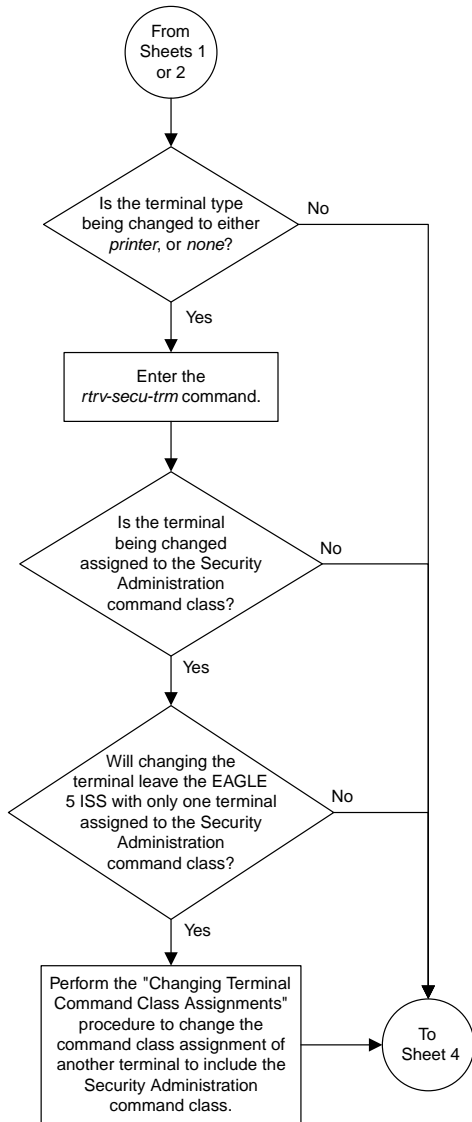 From
Sheets 1
or 2
Is the terminal type
being changed to either
printer, or none?
No
Yes
Enter the
rtrv-secu-trm command.
Is the terminal
being changed
assigned to the Security
Administration
command class?
No
Yes
Will changing the
terminal leave the EAGLE
5 ISS with only one terminal
assigned to the Security
Administration
command class?
No
Yes
Perform the "Changing Terminal
Command Class Assignments"
procedure to change the
command class assignment of
another terminal to include the
Security Administration
command class.
To
Sheet 4